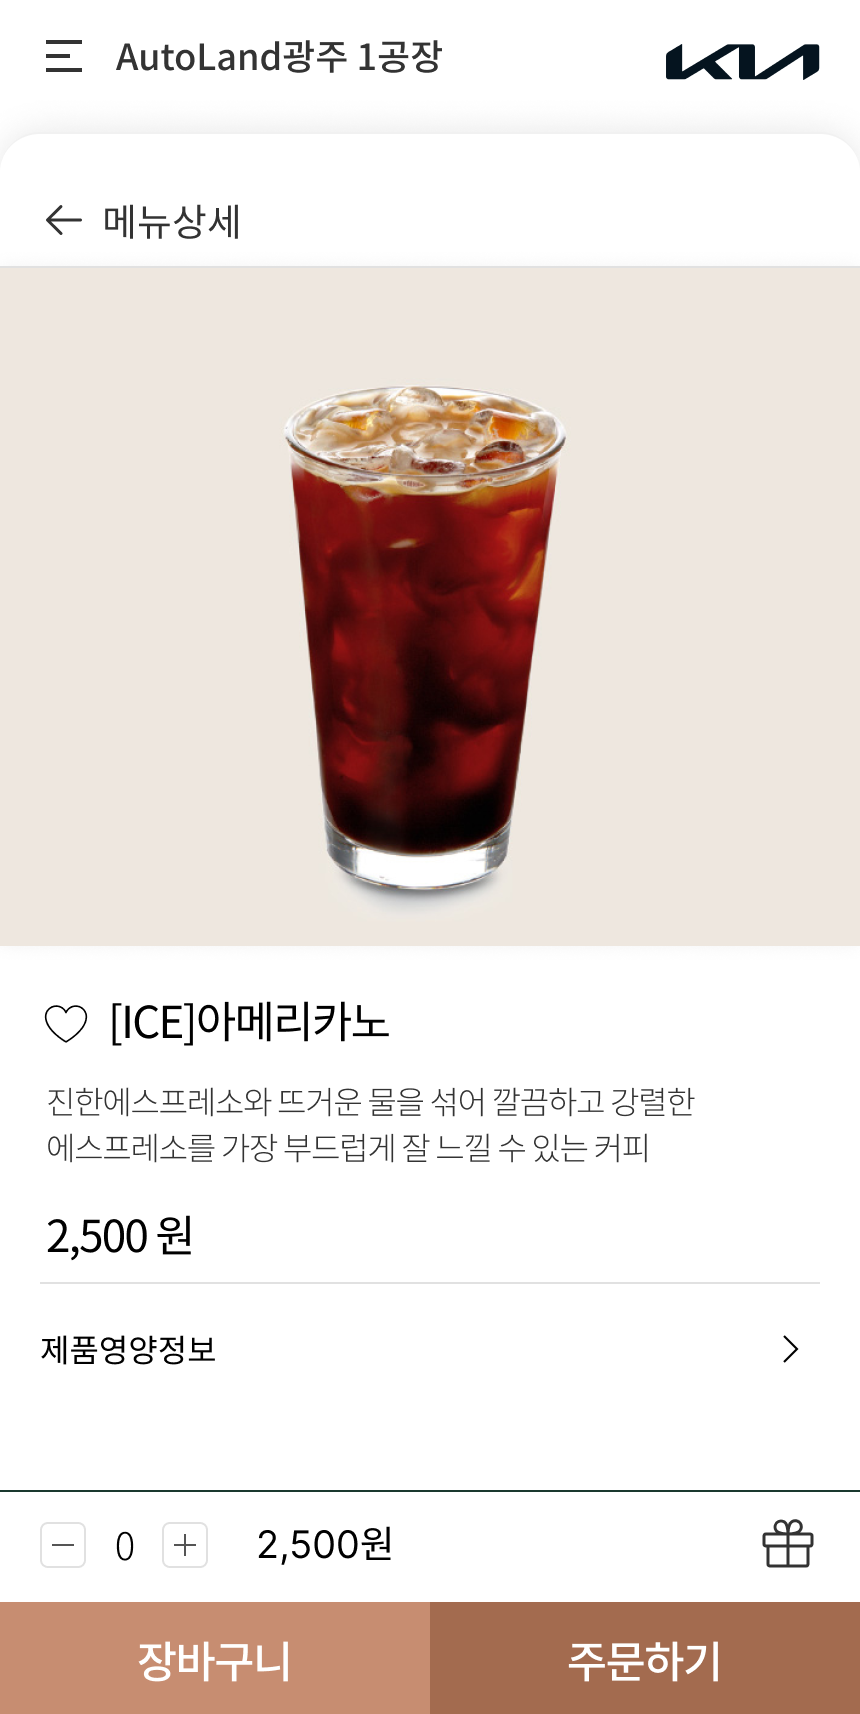 AutoLand광주 1공장
KIA
메뉴상세
[ICE]아메리카노
진한에스프레소와 뜨거운 물을 섞어 깔끔하고 강렬한
에스프레소를 가장 부드럽게 잘 느낄 수 있는 커피
2,500 원
제품영양정보
0
2,500원
장바구니
주문하기